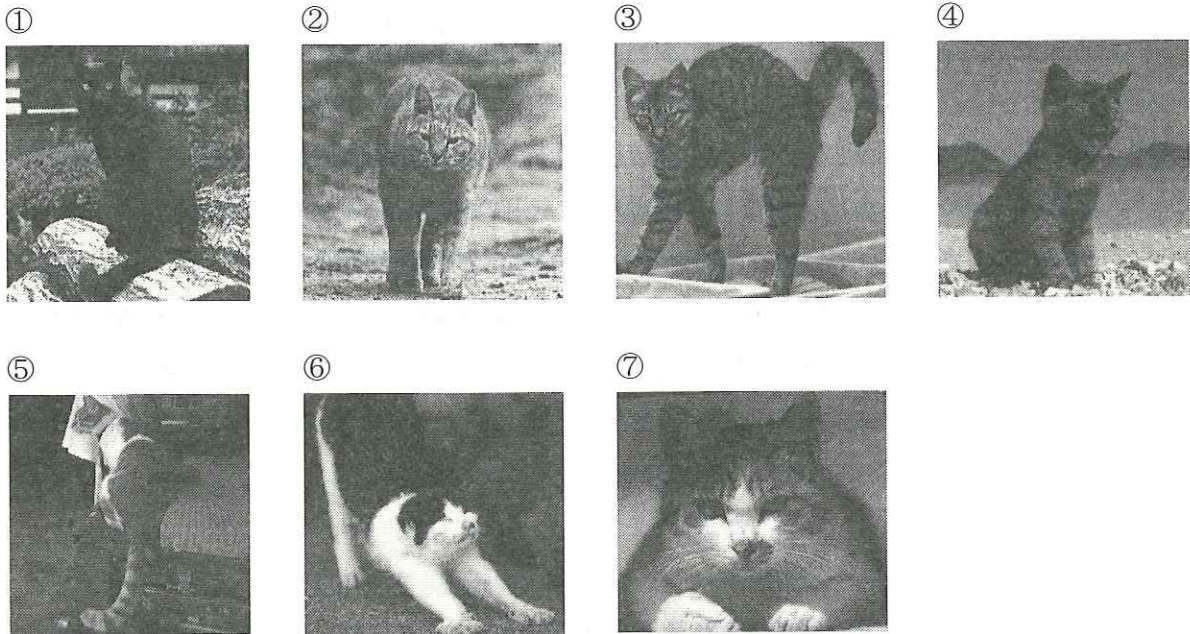 ① ② ③ ④
⑤ ⑥ ⑦